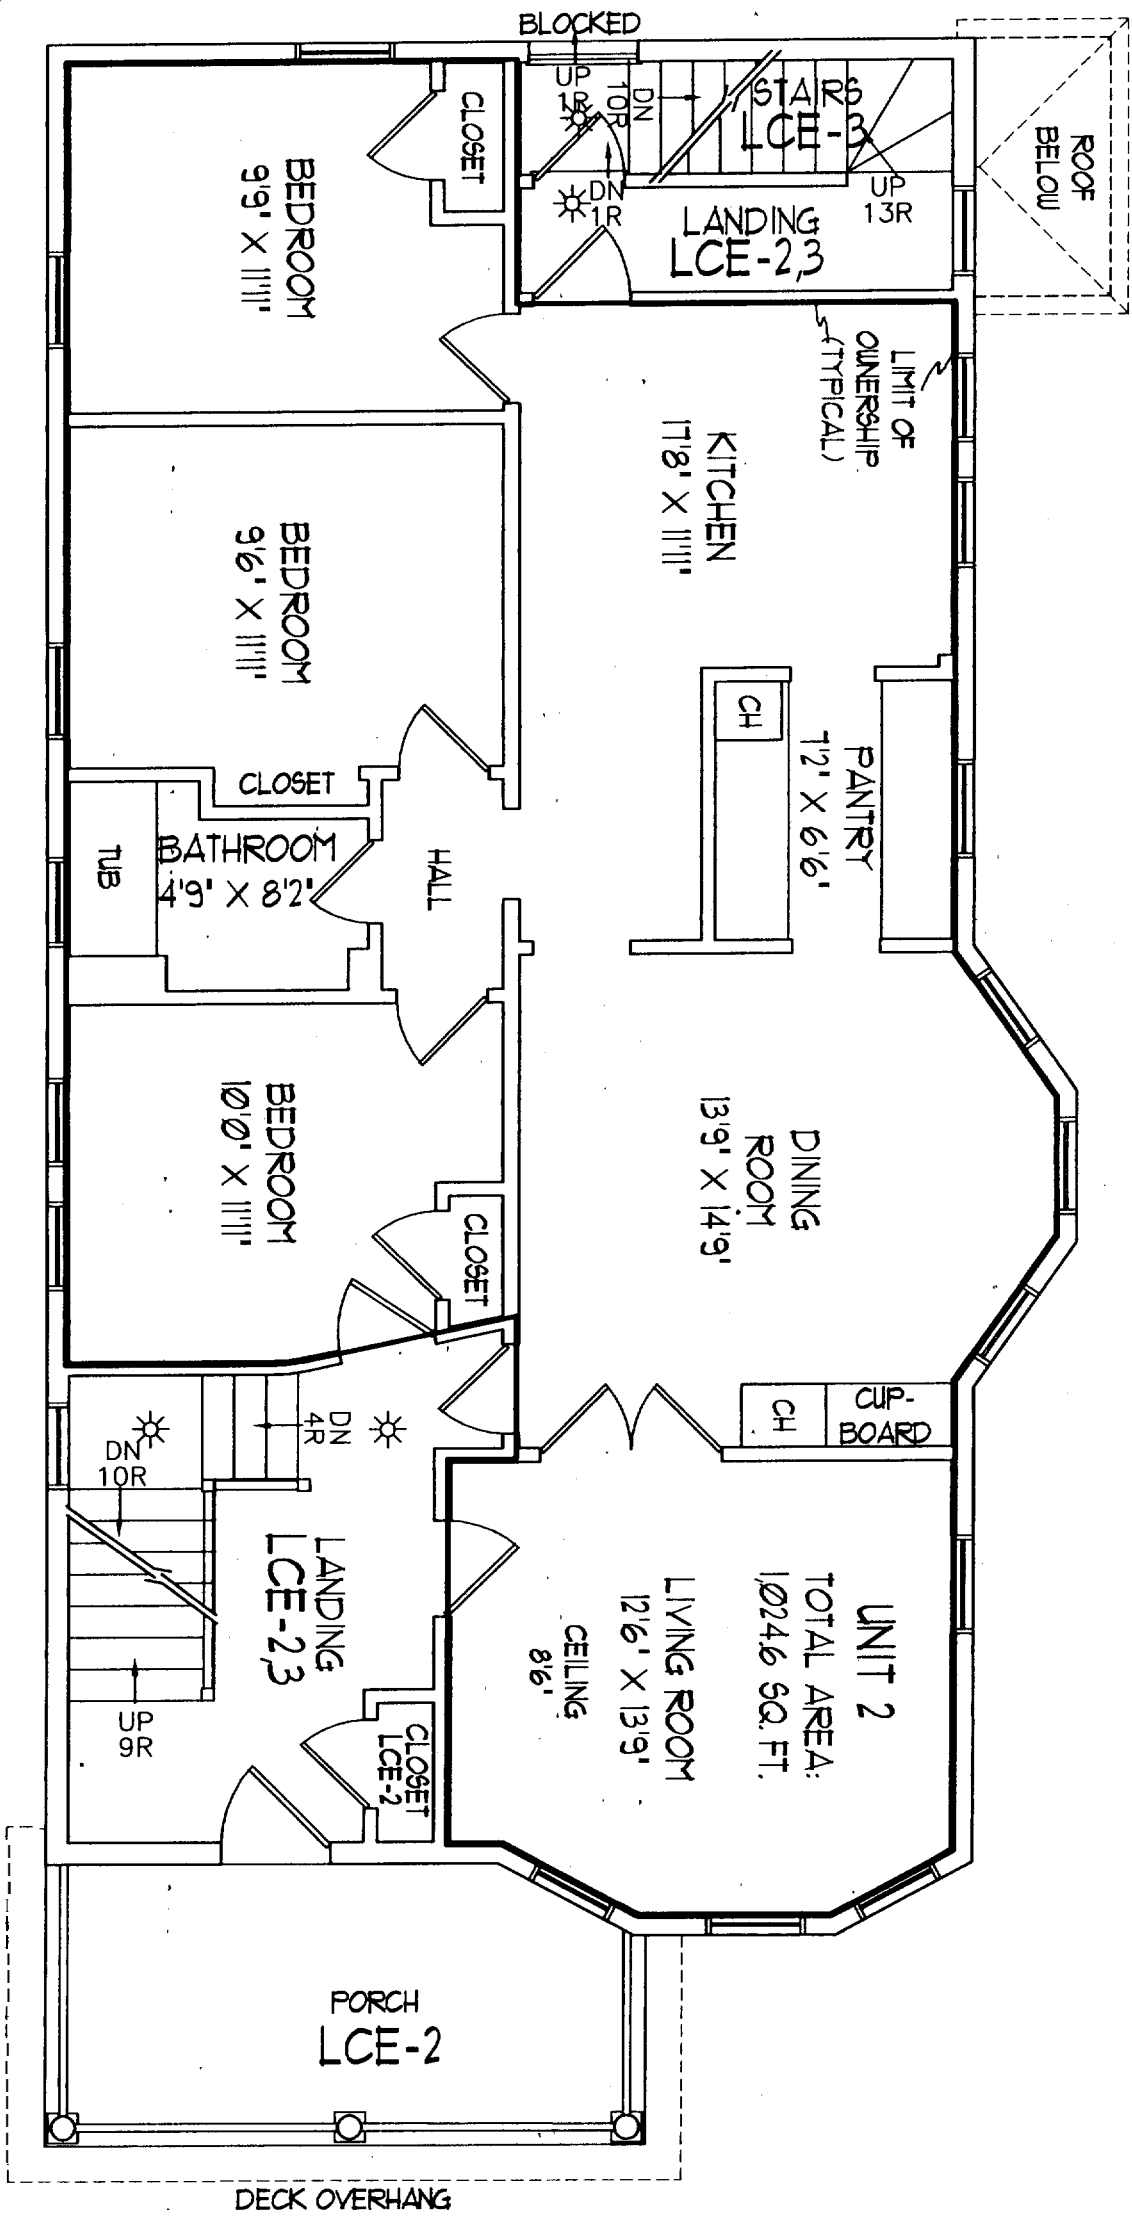 BLOCKED
UP
1R
DN
10R
STAIRS
LCE-3
DN
1R
UP
13R
LANDING
LCE-2,3
ROOF
BELOW
CLOSET
BEDROOM
9'9" X 11'11"
LIMIT OF
OWNERSHIP
(TYPICAL)
KITCHEN
17'8" X 11'11"
BEDROOM
9'6" X 11'11"
CH
PANTRY
7'2" X 6'6"
CLOSET
BATHROOM
4'9" X 8'2"
TUB
HALL
DINING
ROOM
13'9" X 14'9"
BEDROOM
10'0" X 11'11"
CLOSET
CH
CUP-
BOARD
DN
4R
DN
10R
LANDING
LCE-2,3
UP
9R
CLOSET
LCE-2
UNIT 2
TOTAL AREA:
1,024.6 SQ. FT.
LIVING ROOM
12'6" X 13'9"
CEILING
8'6"
PORCH
LCE-2
DECK OVERHANG